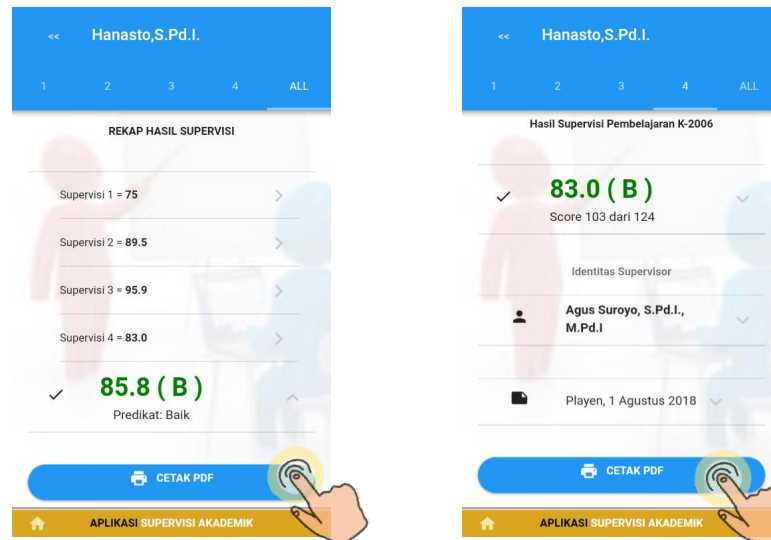 << Hanasto,S.Pd.I.
1 2 3 4 ALL
REKAP HASIL SUPERVISI
Supervisi 1 = 75
Supervisi 2 = 89.5
Supervisi 3 = 95.9
Supervisi 4 = 83.0
85.8 ( B )
Predikat: Baik
CETAK PDF
APLIKASI SUPERVISI AKADEMIK
<< Hanasto,S.Pd.I.
1 2 3 4 ALL
Hasil Supervisi Pembelajaran K-2006
83.0 ( B )
Score 103 dari 124
Identitas Supervisor
Agus Suroyo, S.Pd.I.,
M.Pd.I
Playen, 1 Agustus 2018
CETAK PDF
APLIKASI SUPERVISI AKADEMIK